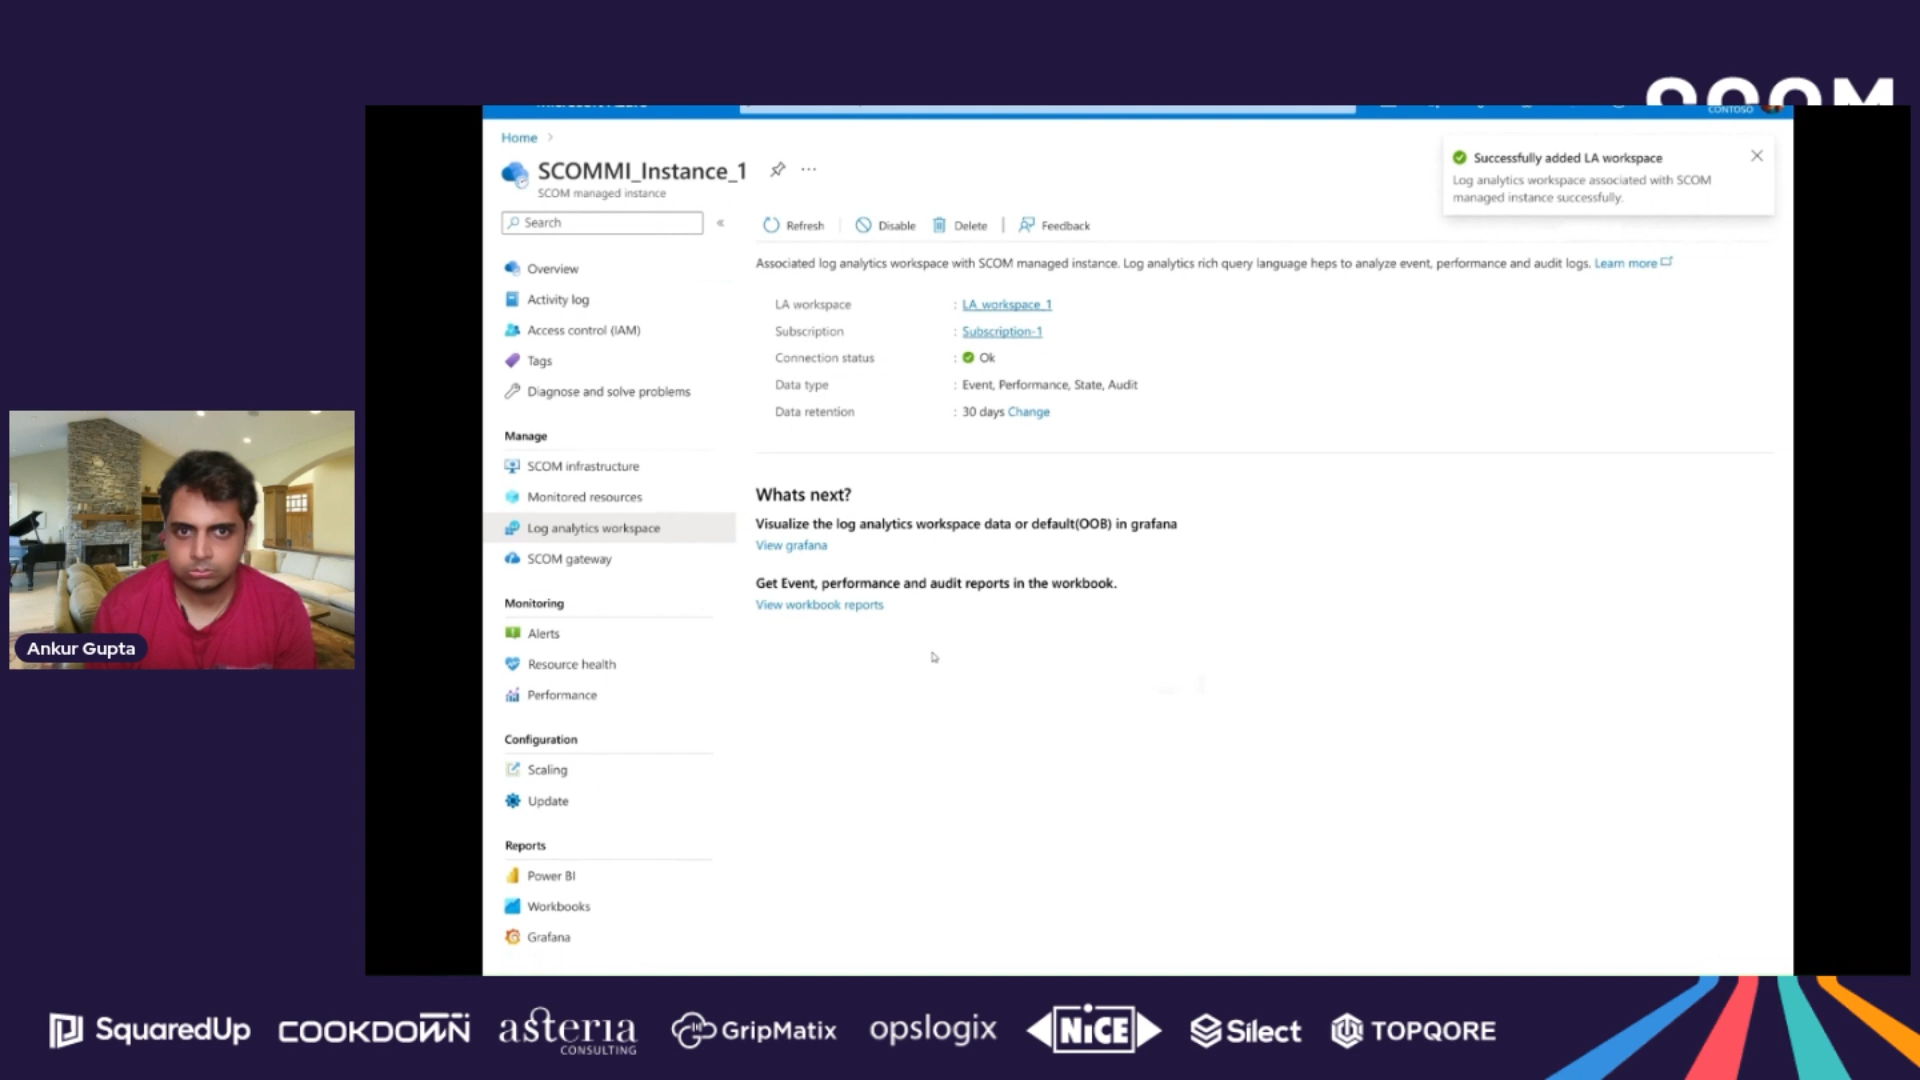 SCOM
CONTOSO
Home
SCOMMI_Instance_1
SCOM managed instance
Search
Refresh
Disable
Delete
Feedback
Successfully added LA workspace
Log analytics workspace associated with SCOM
managed instance successfully.
Associated log analytics workspace with SCOM managed instance. Log analytics rich query language heps to analyze event, performance and audit logs. Learn more
LA workspace : LA_workspace_1
Subscription : Subscription-1
Connection status : Ok
Data type : Event, Performance, State, Audit
Data retention : 30 days Change
Whats next?
Visualize the log analytics workspace data or default(OOB) in grafana
View grafana
Get Event, performance and audit reports in the workbook.
View workbook reports
Overview
Activity log
Access control (IAM)
Tags
Diagnose and solve problems
Manage
SCOM infrastructure
Monitored resources
Log analytics workspace
SCOM gateway
Monitoring
Alerts
Resource health
Performance
Configuration
Scaling
Update
Reports
Power BI
Workbooks
Grafana
Ankur Gupta
SquaredUp
COOKDOWN
asteria
CONSULTING
GripMatix
opslogix
NiCE
Silect
TOPQORE